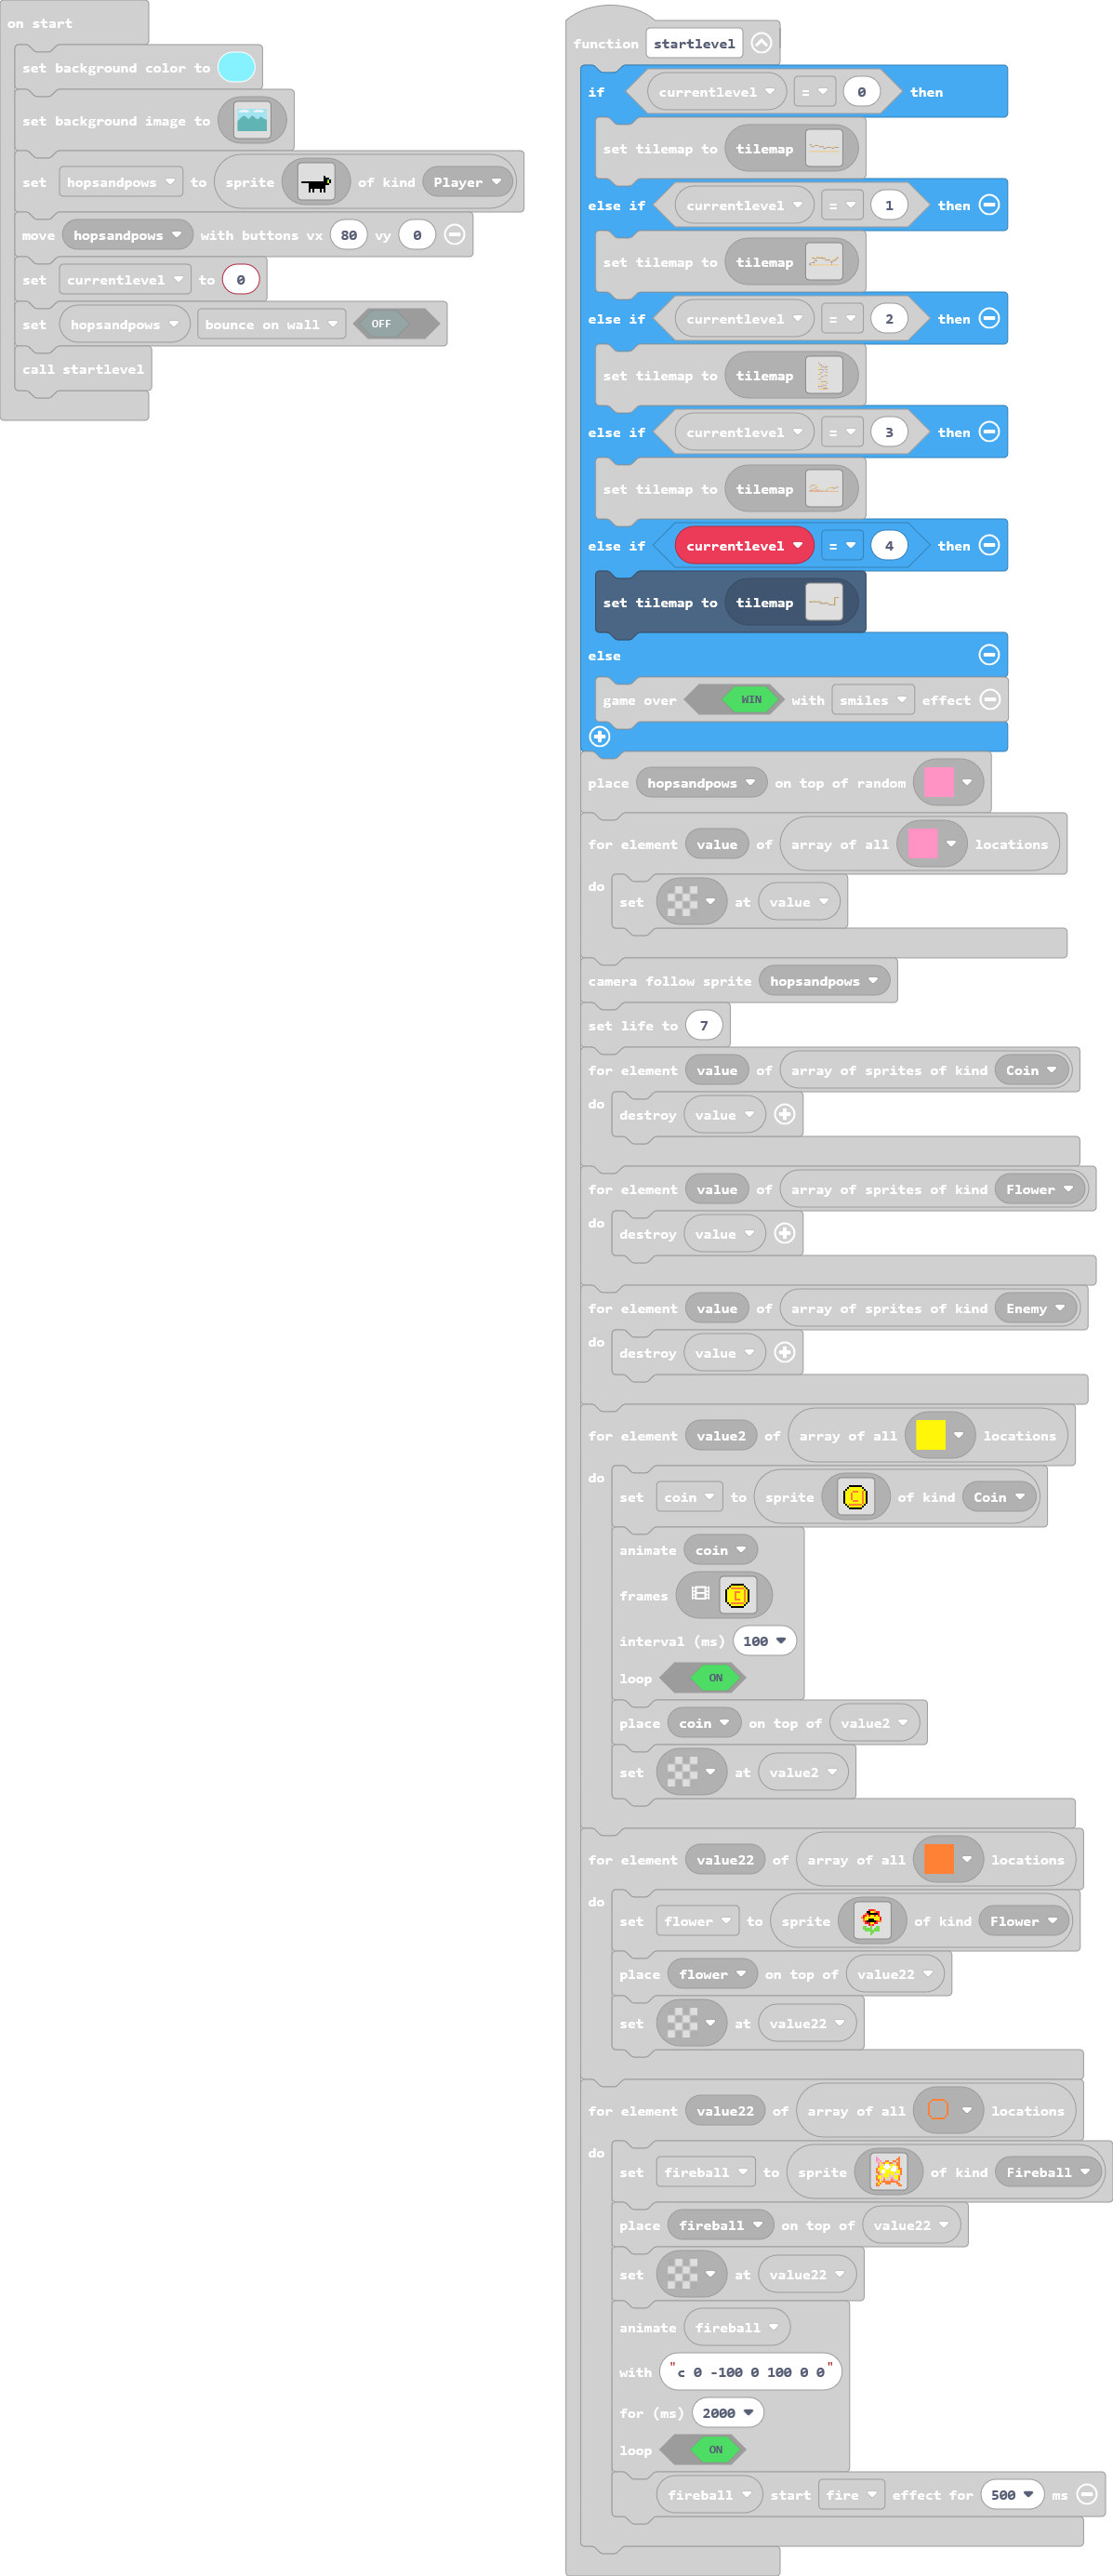 on start
set background color to
set background image to
set hopsandpows to sprite of kind Player
move hopsandpows with buttons vx 80 vy 0
set currentlevel to 0
set hopsandpows bounce on wall OFF
call startlevel
function startlevel
if currentlevel = 0 then
set tilemap to tilemap
else if currentlevel = 1 then
set tilemap to tilemap
else if currentlevel = 2 then
set tilemap to tilemap
else if currentlevel = 3 then
set tilemap to tilemap
else if currentlevel = 4 then
set tilemap to tilemap
else
game over WIN with smiles effect
place hopsandpows on top of random
for element value of array of all locations
do set at value
camera follow sprite hopsandpows
set life to 7
for element value of array of sprites of kind Coin
do destroy value
for element value of array of sprites of kind Flower
do destroy value
for element value of array of sprites of kind Enemy
do destroy value
for element value2 of array of all locations
do set coin to sprite of kind Coin
animate coin
frames
interval (ms) 100
loop ON
place coin on top of value2
set at value2
for element value22 of array of all locations
do set flower to sprite of kind Flower
place flower on top of value22
set at value22
for element value22 of array of all locations
do set fireball to sprite of kind Fireball
place fireball on top of value22
set at value22
animate fireball
with "c 0 -100 0 100 0 0"
for (ms) 2000
loop ON
fireball start fire effect for 500 ms